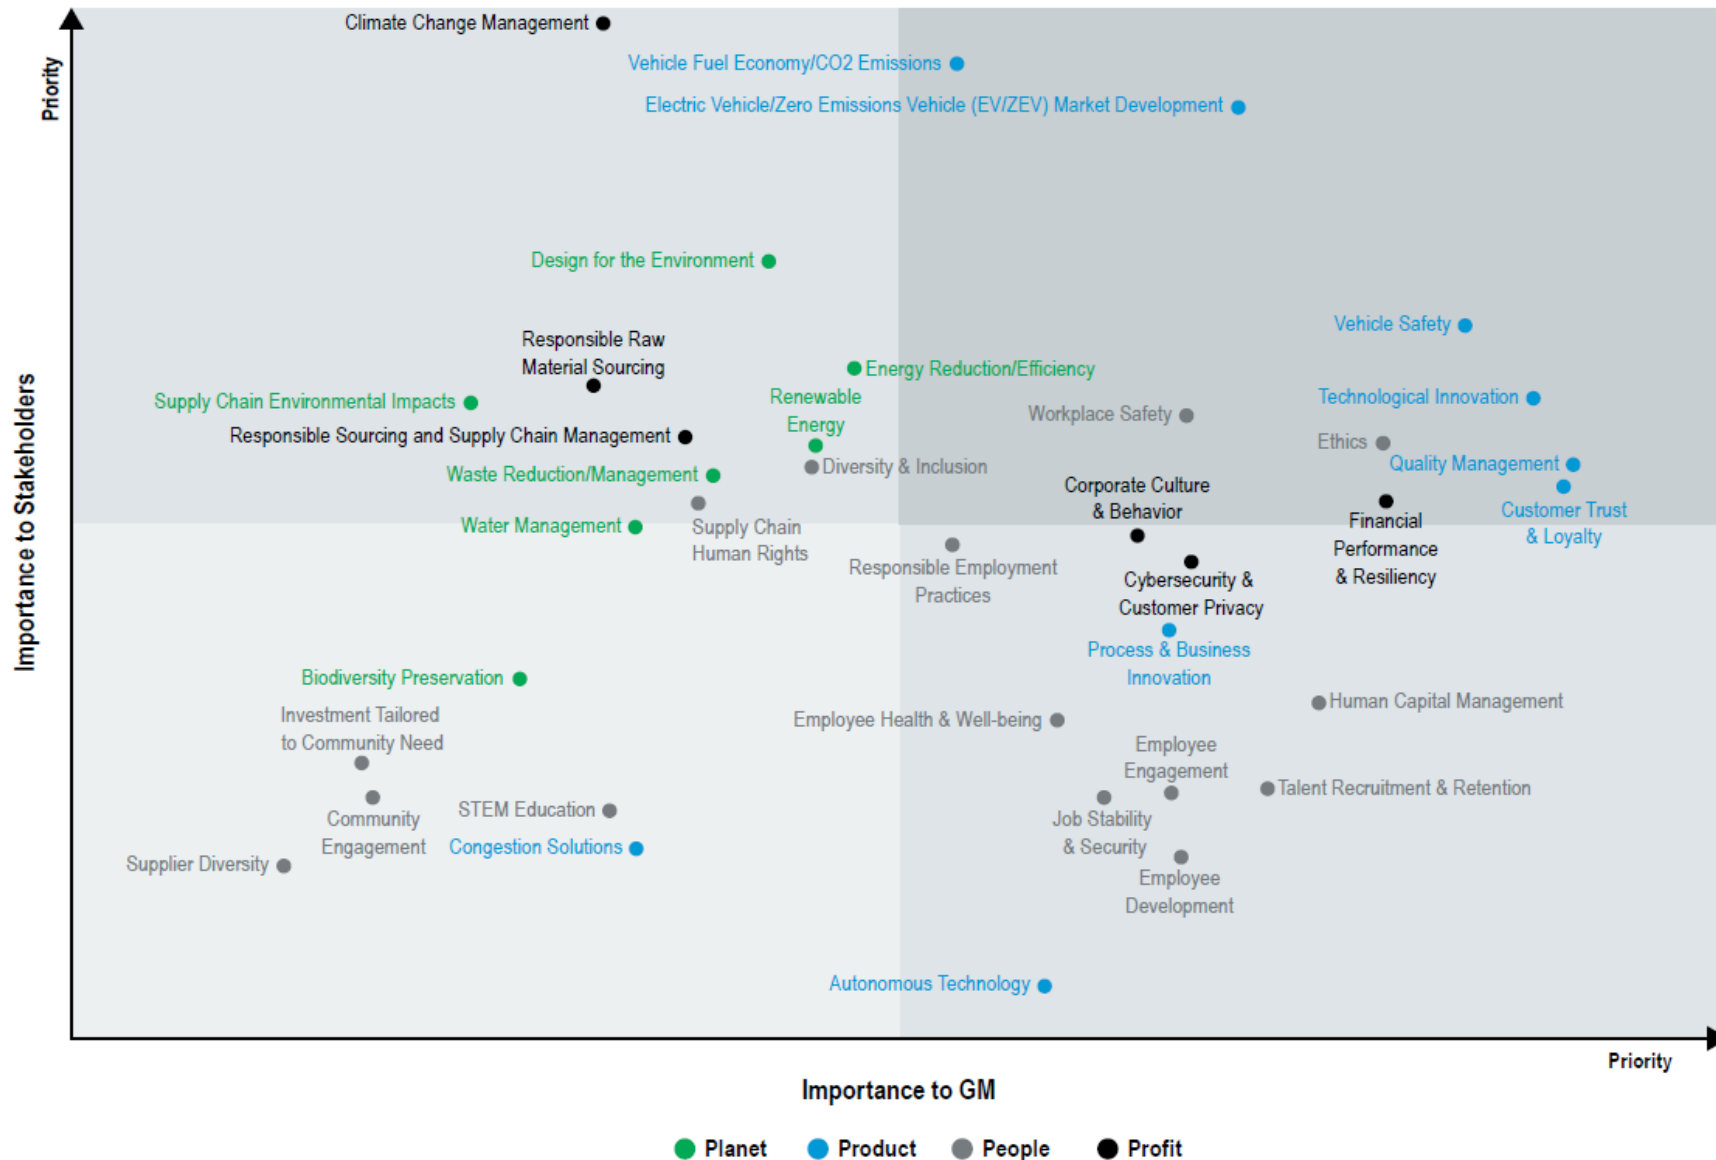 Climate Change Management
Priority
Vehicle Fuel Economy/CO2 Emissions
Electric Vehicle/Zero Emissions Vehicle (EV/ZEV) Market Development
Design for the Environment
Vehicle Safety
Responsible Raw
Material Sourcing
Energy Reduction/Efficiency
Renewable
Energy
Supply Chain Environmental Impacts
Technological Innovation
Workplace Safety
Responsible Sourcing and Supply Chain Management
Ethics
Diversity & Inclusion
Quality Management
Waste Reduction/Management
Corporate Culture
& Behavior
Customer Trust
& Loyalty
Water Management
Supply Chain
Human Rights
Financial
Performance
& Resiliency
Responsible Employment
Practices
Cybersecurity &
Customer Privacy
Importance to Stakeholders
Process & Business
Innovation
Biodiversity Preservation
Human Capital Management
Investment Tailored
to Community Need
Employee Health & Well-being
Employee
Engagement
Talent Recruitment & Retention
STEM Education
Community
Engagement
Job Stability
& Security
Congestion Solutions
Supplier Diversity
Employee
Development
Autonomous Technology
Priority
Importance to GM
Planet
Product
People
Profit